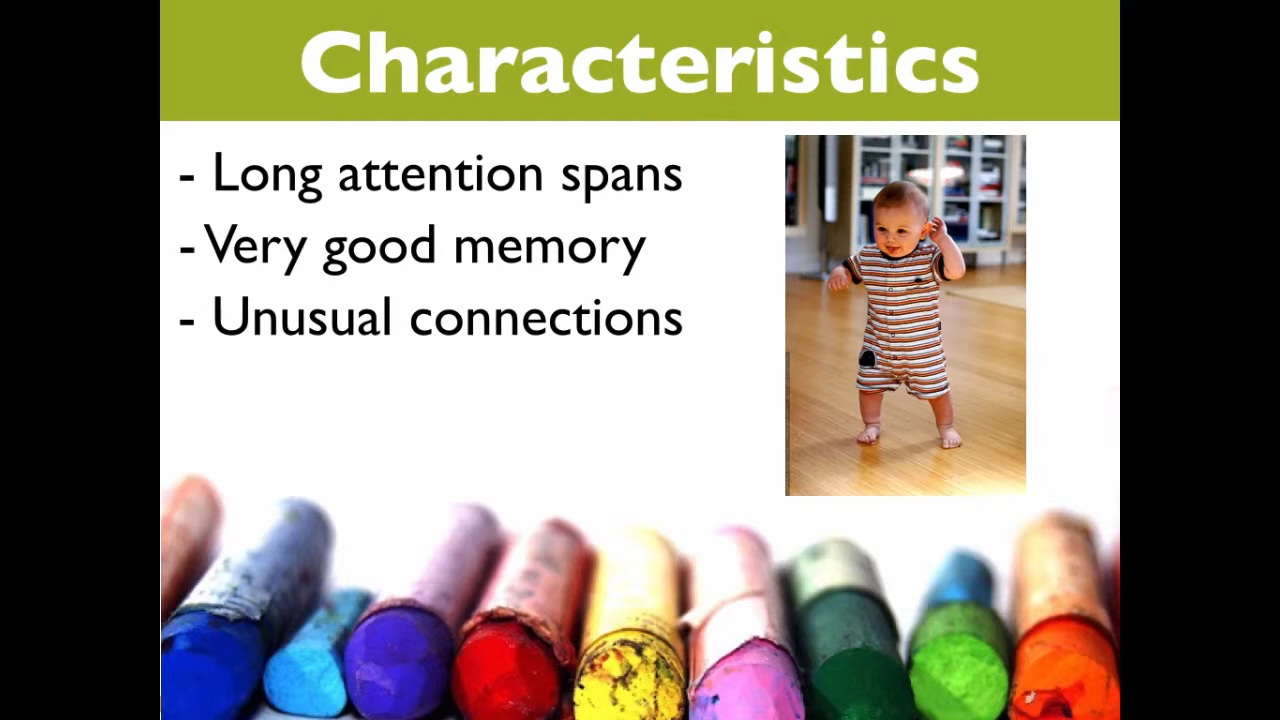 Characteristics
- Long attention spans
- Very good memory
- Unusual connections